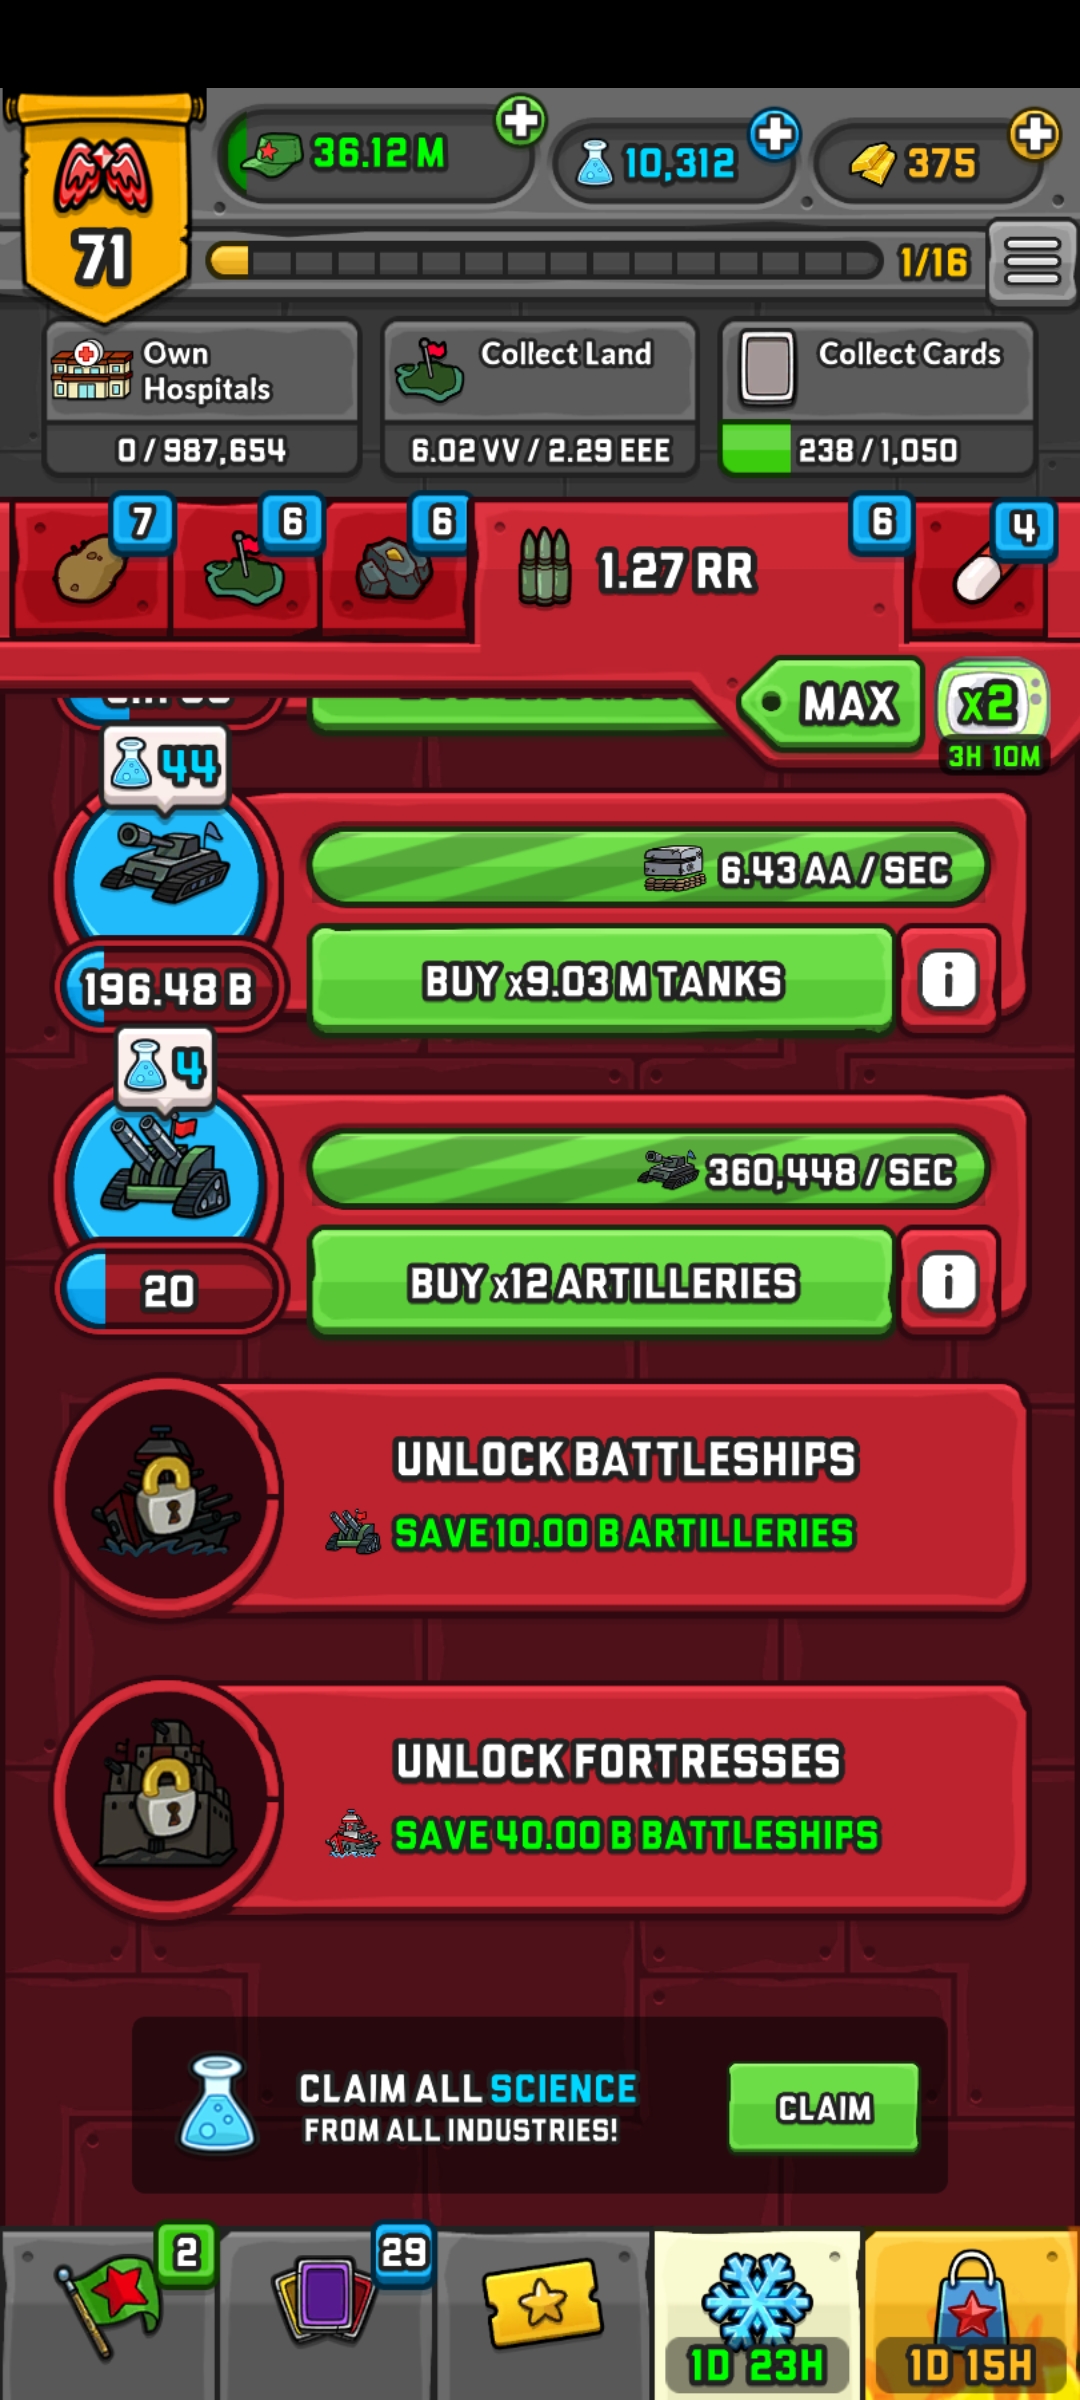 36.12 M
10,312
375
71
1/16
Own
Hospitals
0 / 987,654
Collect Land
6.02 VV / 2.29 EEE
Collect Cards
238 / 1,050
7
6
6
1.27 RR
6
4
MAX
x2
3H 10M
44
6.43 AA / SEC
196.48 B
BUY x9.03 M TANKS
i
4
360,448 / SEC
20
BUY x12 ARTILLERIES
i
UNLOCK BATTLESHIPS
SAVE 10.00 B ARTILLERIES
UNLOCK FORTRESSES
SAVE 40.00 B BATTLESHIPS
CLAIM ALL SCIENCE
FROM ALL INDUSTRIES!
CLAIM
2
29
1D 23H
1D 15H